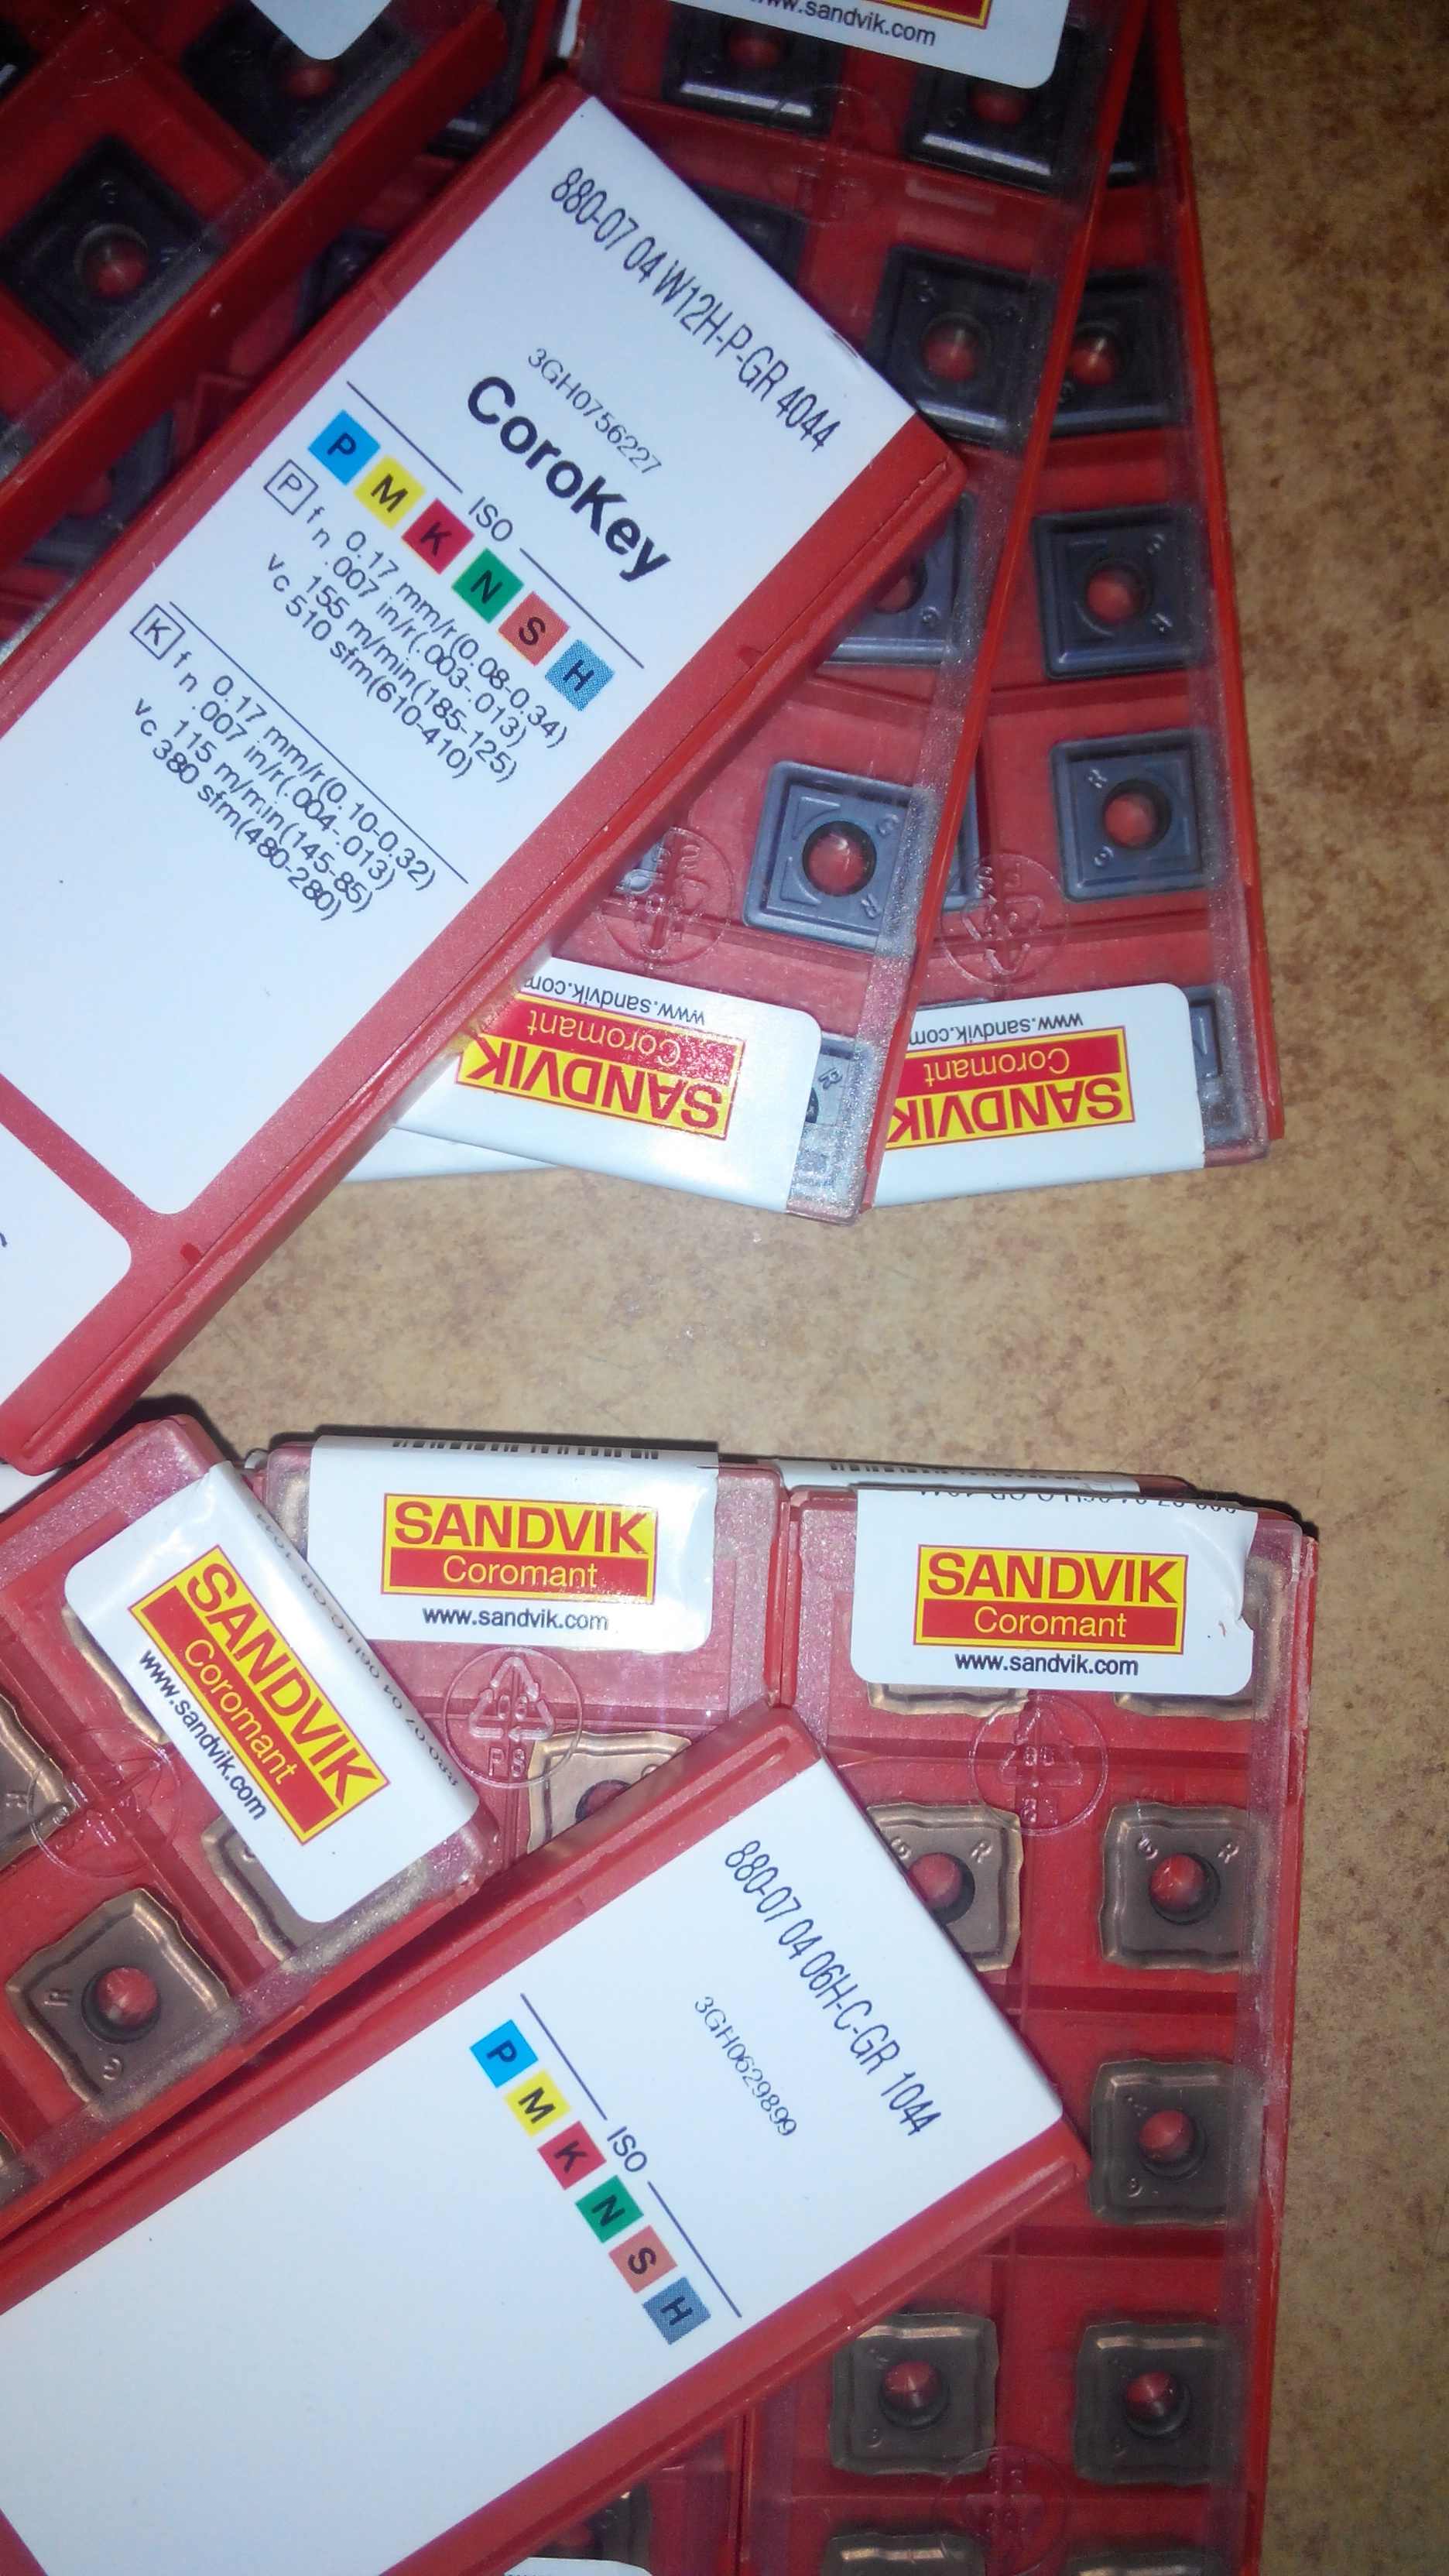 www.sandvik.com
880-07 04 W12H-P-GR 4044
3GH0756227
CoroKey
ISO
P M K N S H
P f n 0.17 mm/r(0.08-0.34)
.007 in/r(.003-.013)
v c 155 m/min(185-125)
510 sfm(610-410)
K f n 0.17 mm/r(0.10-0.32)
.007 in/r(.004-.013)
v c 115 m/min(145-85)
380 sfm(480-280)
SANDVIK
Coromant
www.sandvik.com
SANDVIK
Coromant
www.sandvik.com
SANDVIK
Coromant
www.sandvik.com
SANDVIK
Coromant
www.sandvik.com
PS
SANDVIK
Coromant
www.sandvik.com
880-07 04 06H-C-GR 1044
3GH0629899
ISO
P M K N S H